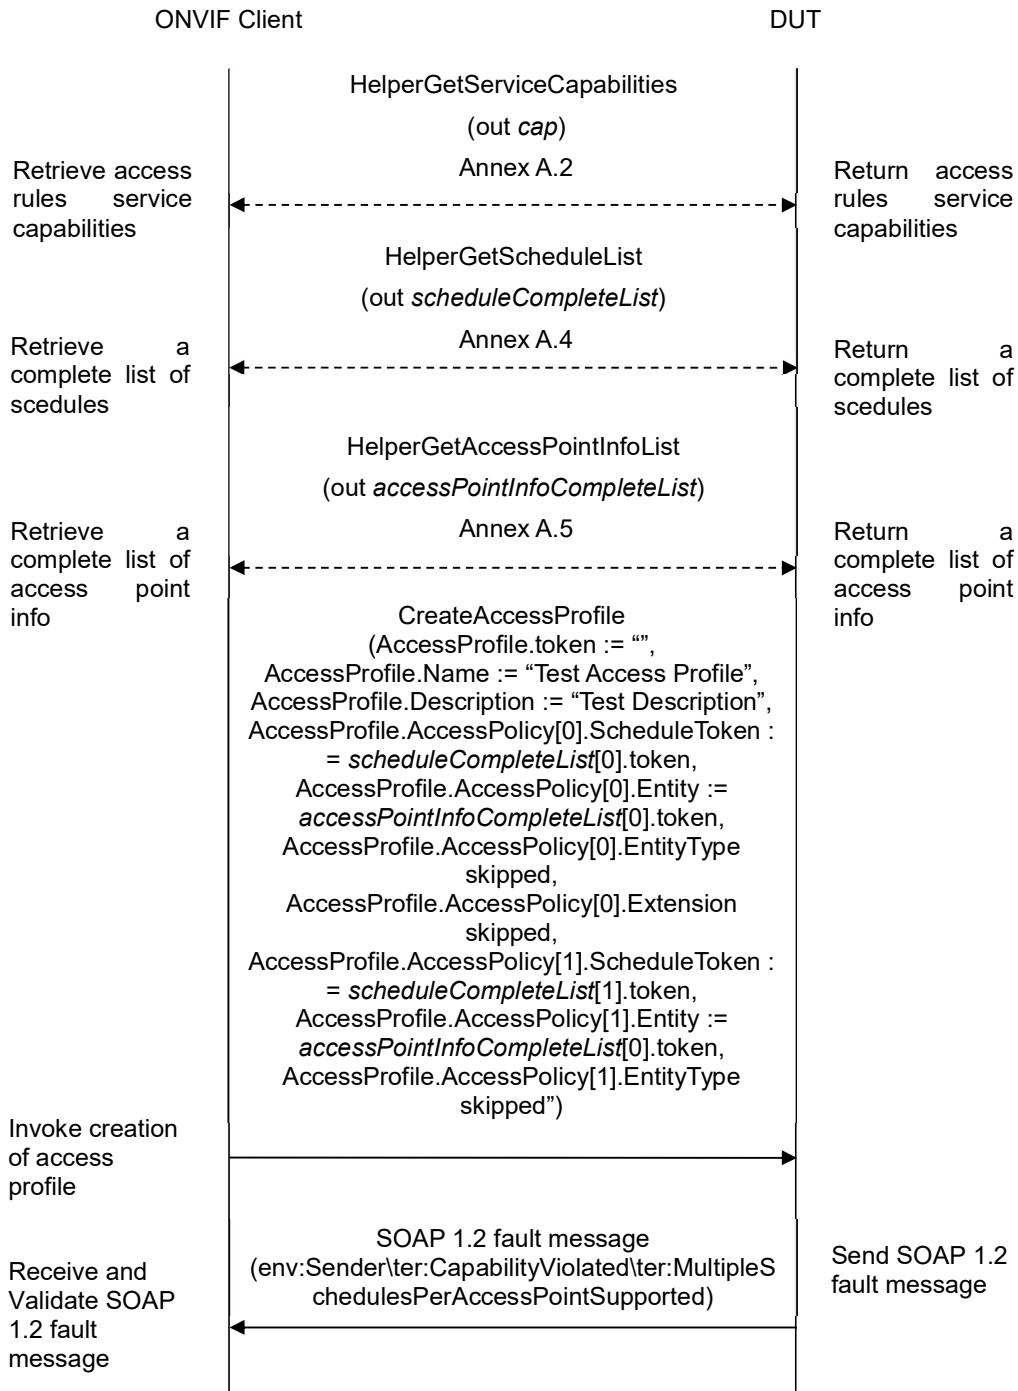 ONVIF Client
DUT
HelperGetServiceCapabilities
(out cap)
Annex A.2
Retrieve access
rules service
capabilities
Return access
rules service
capabilities
HelperGetScheduleList
(out scheduleCompleteList)
Annex A.4
Retrieve a
complete list of
scedules
Return a
complete list of
scedules
HelperGetAccessPointInfoList
(out accessPointInfoCompleteList)
Annex A.5
Retrieve a
complete list of
access point
info
Return a
complete list of
access point
info
CreateAccessProfile
(AccessProfile.token := “”,
AccessProfile.Name := “Test Access Profile”,
AccessProfile.Description := “Test Description”,
AccessProfile.AccessPolicy[0].ScheduleToken :
= scheduleCompleteList[0].token,
AccessProfile.AccessPolicy[0].Entity :=
accessPointInfoCompleteList[0].token,
AccessProfile.AccessPolicy[0].EntityType
skipped,
AccessProfile.AccessPolicy[0].Extension
skipped,
AccessProfile.AccessPolicy[1].ScheduleToken :
= scheduleCompleteList[1].token,
AccessProfile.AccessPolicy[1].Entity :=
accessPointInfoCompleteList[0].token,
AccessProfile.AccessPolicy[1].EntityType
skipped”)
Invoke creation
of access
profile
SOAP 1.2 fault message
(env:Sender\ter:CapabilityViolated\ter:MultipleS
chedulesPerAccessPointSupported)
Receive and
Validate SOAP
1.2 fault
message
Send SOAP 1.2
fault message